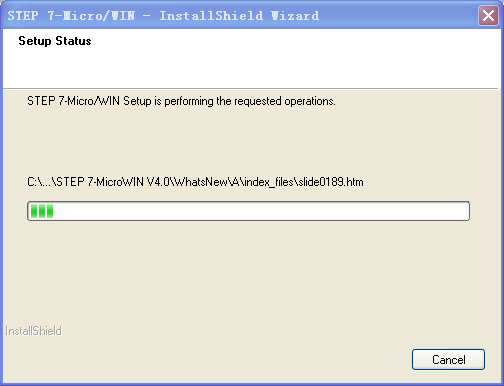 STEP 7-Micro/WIN - InstallShield Wizard
Setup Status
STEP 7-Micro/WIN Setup is performing the requested operations.
C:\...\STEP 7-MicroWIN V4.0\WhatsNew\A\index_files\slide0189.htm
InstallShield
Cancel